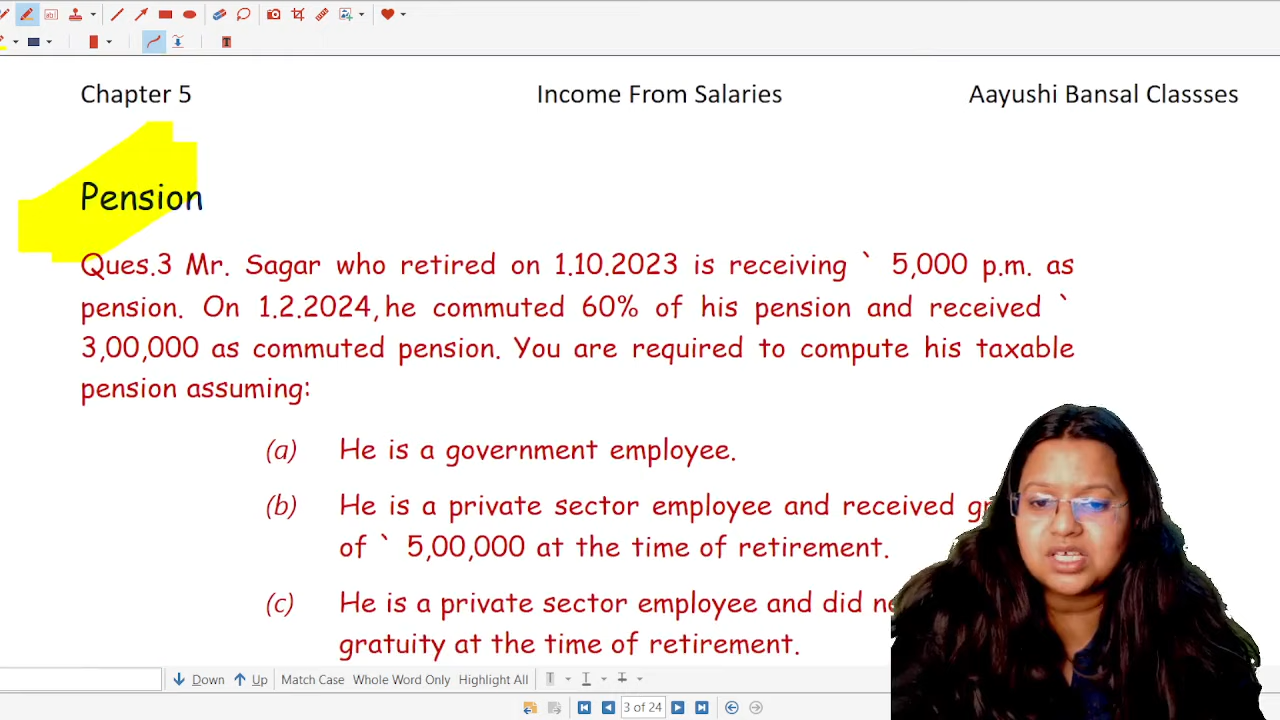 Chapter 5 Income From Salaries Aayushi Bansal Classses
Pension
Ques.3 Mr. Sagar who retired on 1.10.2023 is receiving ` 5,000 p.m. as
pension. On 1.2.2024, he commuted 60% of his pension and received `
3,00,000 as commuted pension. You are required to compute his taxable
pension assuming:
(a) He is a government employee.
(b) He is a private sector employee and received
of ` 5,00,000 at the time of retirement.
(c) He is a private sector employee and did
gratuity at the time of retirement.
Down Up Match Case Whole Word Only Highlight All
3 of 24